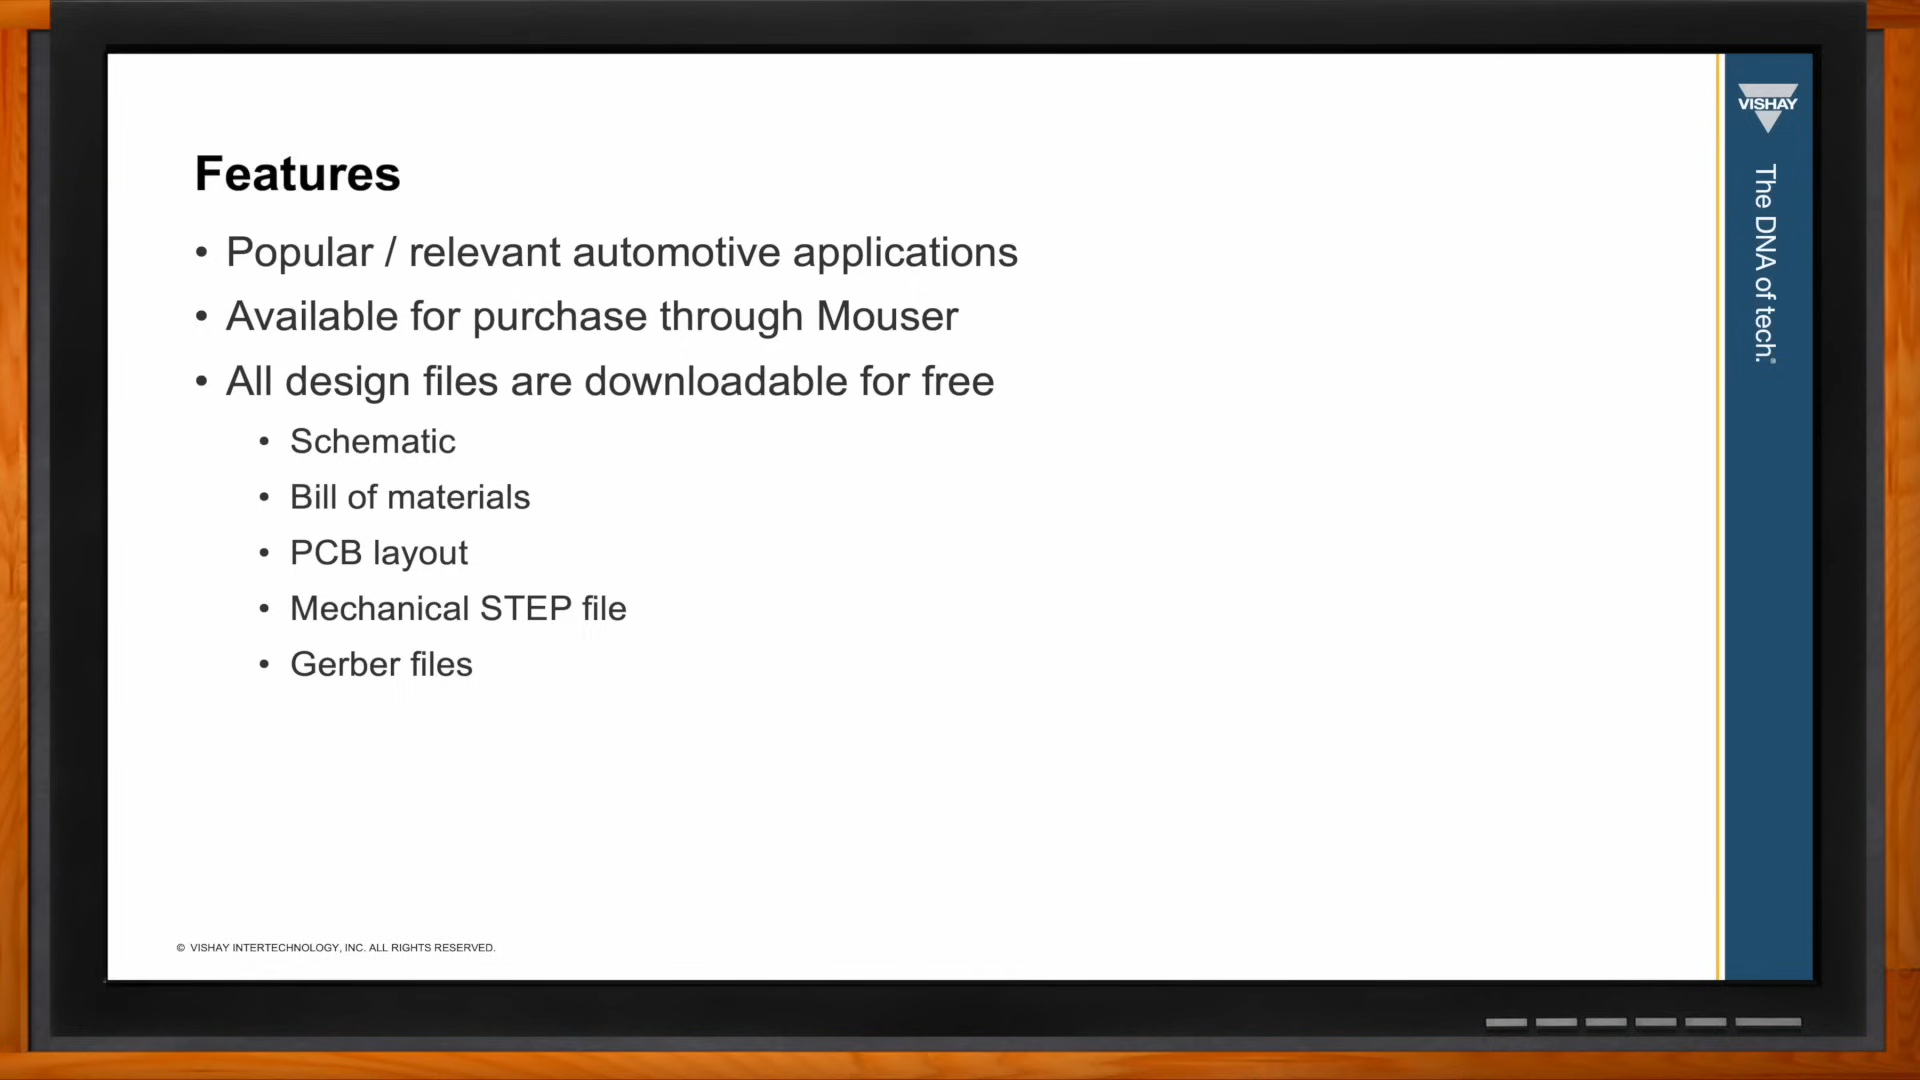 Features
• Popular / relevant automotive applications
• Available for purchase through Mouser
• All design files are downloadable for free
• Schematic
• Bill of materials
• PCB layout
• Mechanical STEP file
• Gerber files
© VISHAY INTERTECHNOLOGY, INC. ALL RIGHTS RESERVED.
VISHAY
The DNA of tech.®